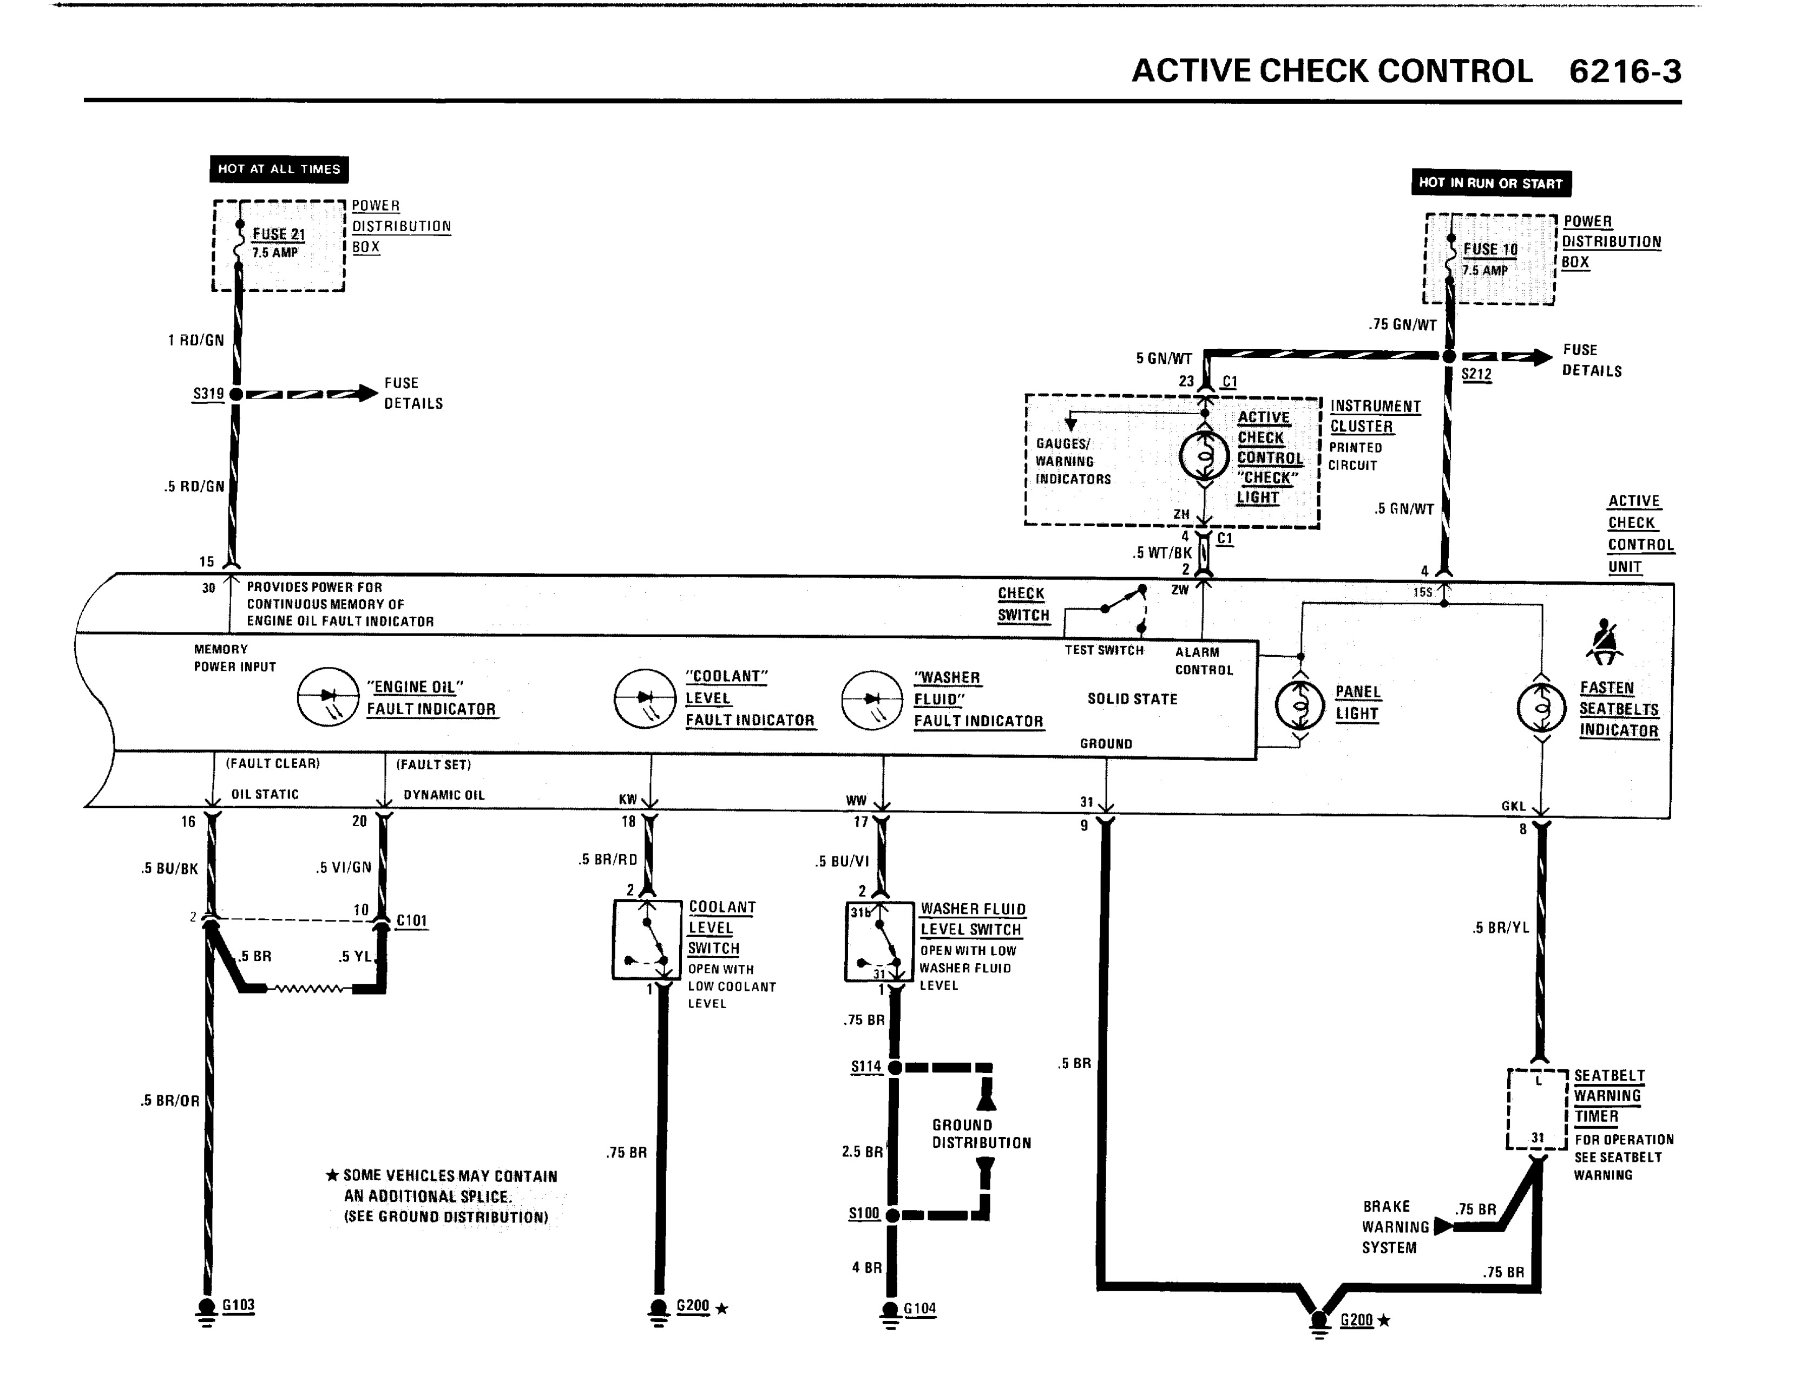 ACTIVE CHECK CONTROL 6216-3
HOT AT ALL TIMES
POWER
DISTRIBUTION
BOX
FUSE 21
7.5 AMP
1 RD/GN
S319
FUSE
DETAILS
.5 RD/GN
15
HOT IN RUN OR START
POWER
DISTRIBUTION
BOX
FUSE 10
7.5 AMP
.75 GN/WT
5 GN/WT
23
C1
S212
FUSE
DETAILS
INSTRUMENT
CLUSTER
PRINTED
CIRCUIT
ACTIVE
CHECK
CONTROL
"CHECK"
LIGHT
GAUGES/
WARNING
INDICATORS
ZH
4
C1
.5 WT/BK
2
.5 GN/WT
4
ACTIVE
CHECK
CONTROL
UNIT
30
PROVIDES POWER FOR
CONTINUOUS MEMORY OF
ENGINE OIL FAULT INDICATOR
CHECK
SWITCH
ZW
15S
MEMORY
POWER INPUT
TEST SWITCH
ALARM
CONTROL
"ENGINE OIL"
FAULT INDICATOR
"COOLANT"
LEVEL
FAULT INDICATOR
"WASHER
FLUID"
FAULT INDICATOR
SOLID STATE
GROUND
PANEL
LIGHT
FASTEN
SEATBELTS
INDICATOR
(FAULT CLEAR)
(FAULT SET)
OIL STATIC
DYNAMIC OIL
KW
WW
31
GKL
16
20
18
17
9
8
.5 BU/BK
.5 VI/GN
.5 BR/RD
.5 BU/VI
2
10
C101
.5 BR
.5 YL
2
COOLANT
LEVEL
SWITCH
OPEN WITH
LOW COOLANT
LEVEL
1
2
31b
31
WASHER FLUID
LEVEL SWITCH
OPEN WITH LOW
WASHER FLUID
LEVEL
1
.75 BR
S114
GROUND
DISTRIBUTION
2.5 BR
S100
4 BR
.5 BR/OR
.75 BR
.5 BR
.5 BR/YL
★ SOME VEHICLES MAY CONTAIN
AN ADDITIONAL SPLICE.
(SEE GROUND DISTRIBUTION)
L
31
SEATBELT
WARNING
TIMER
FOR OPERATION
SEE SEATBELT
WARNING
BRAKE
WARNING
SYSTEM
.75 BR
.75 BR
G103
G200 ★
G104
G200 ★